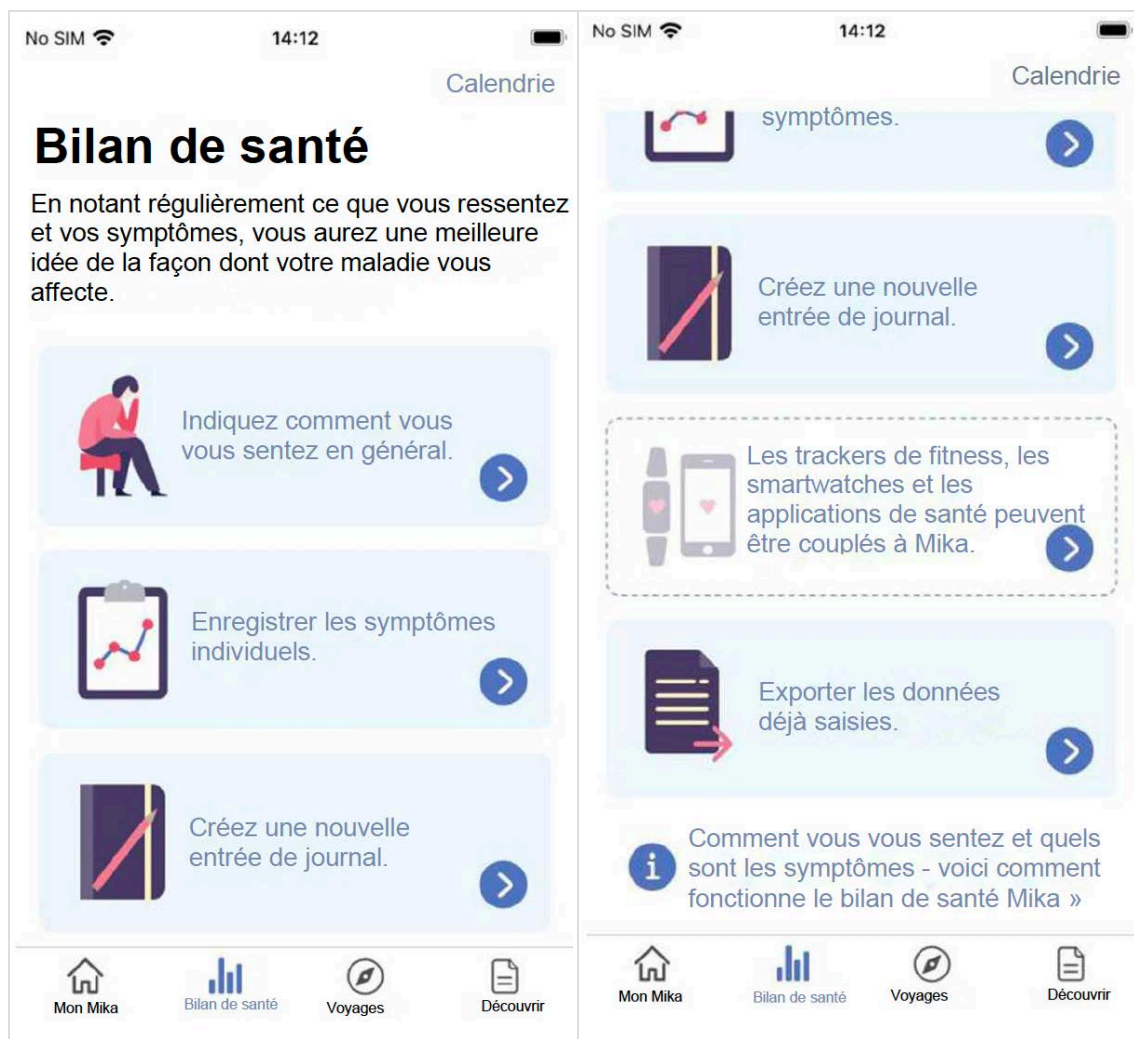 No SIM
14:12
Calendrie
Bilan de santé
En notant régulièrement ce que vous ressentez
et vos symptômes, vous aurez une meilleure
idée de la façon dont votre maladie vous
affecte.
Indiquez comment vous
vous sentez en général.
Enregistrer les symptômes
individuels.
Créez une nouvelle
entrée de journal.
Mon Mika
Bilan de santé
Voyages
Découvrir
No SIM
14:12
Calendrie
symptômes.
Créez une nouvelle
entrée de journal.
Les trackers de fitness, les
smartwatches et les
applications de santé peuvent
être couplés à Mika.
Exporter les données
déjà saisies.
Comment vous vous sentez et quels
sont les symptômes - voici comment
fonctionne le bilan de santé Mika »
Mon Mika
Bilan de santé
Voyages
Découvrir